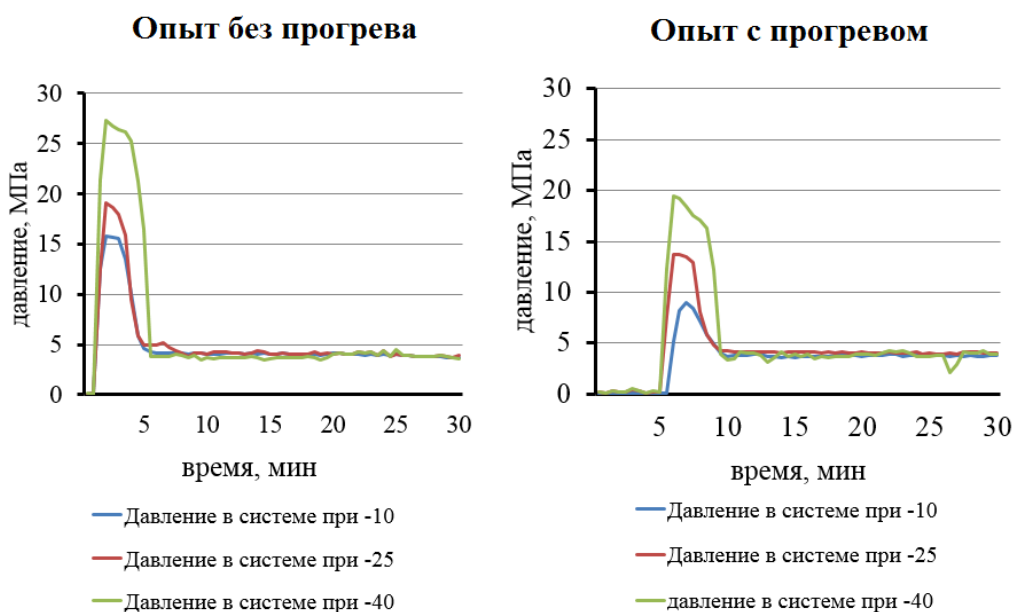 Опыт без прогрева
давление, МПа
30
25
20
15
10
5
0
5 10 15 20 25 30
время, мин
Давление в системе при -10
Давление в системе при -25
Давление в системе при -40
Опыт с прогревом
давление, МПа
30
25
20
15
10
5
0
5 10 15 20 25 30
время, мин
Давление в системе при -10
Давление в системе при -25
давление в системе при -40